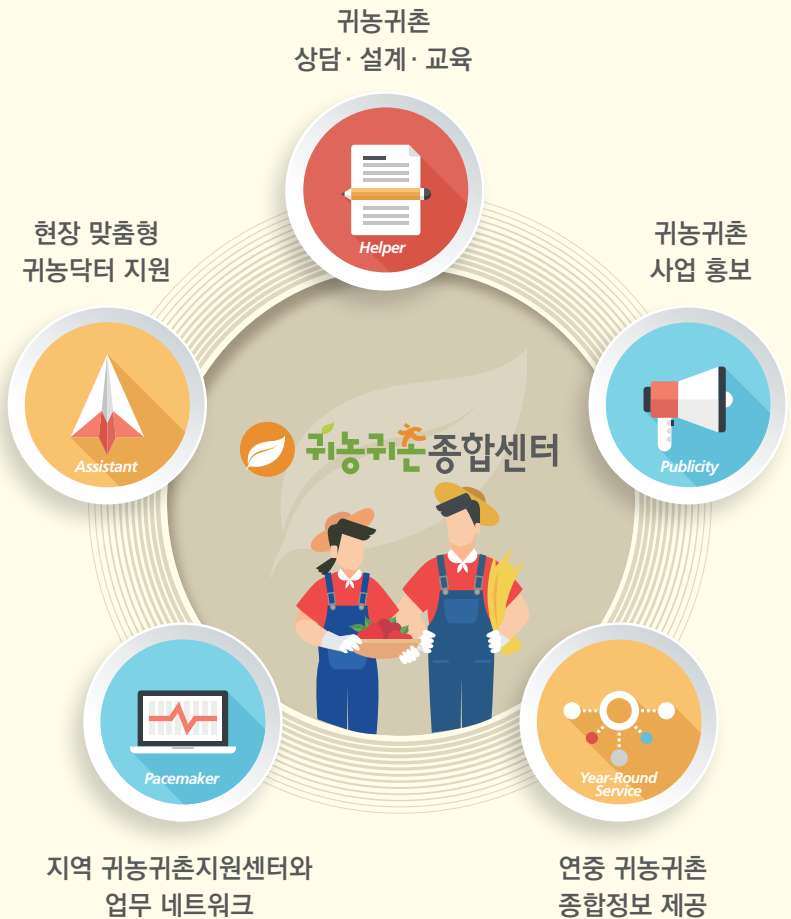 귀농귀촌
상담· 설계· 교육
Helper
현장 맞춤형
귀농닥터 지원
Assistant
귀농귀촌
사업 홍보
Publicity
귀농귀촌종합센터
Pacemaker
지역 귀농귀촌지원센터와
업무 네트워크
Year-Round
Service
연중 귀농귀촌
종합정보 제공